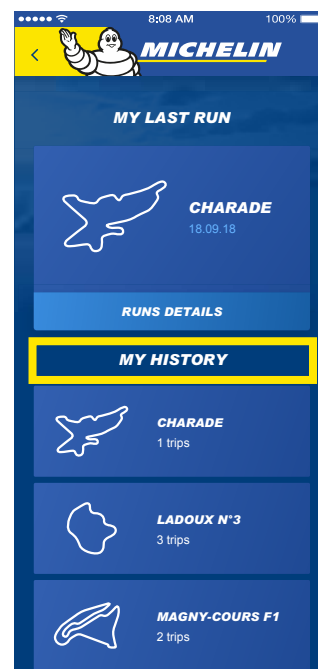 8:08 AM 100%
MICHELIN
MY LAST RUN
CHARADE
18.09.18
RUNS DETAILS
MY HISTORY
CHARADE
1 trips
LADOUX N°3
3 trips
MAGNY-COURS F1
2 trips